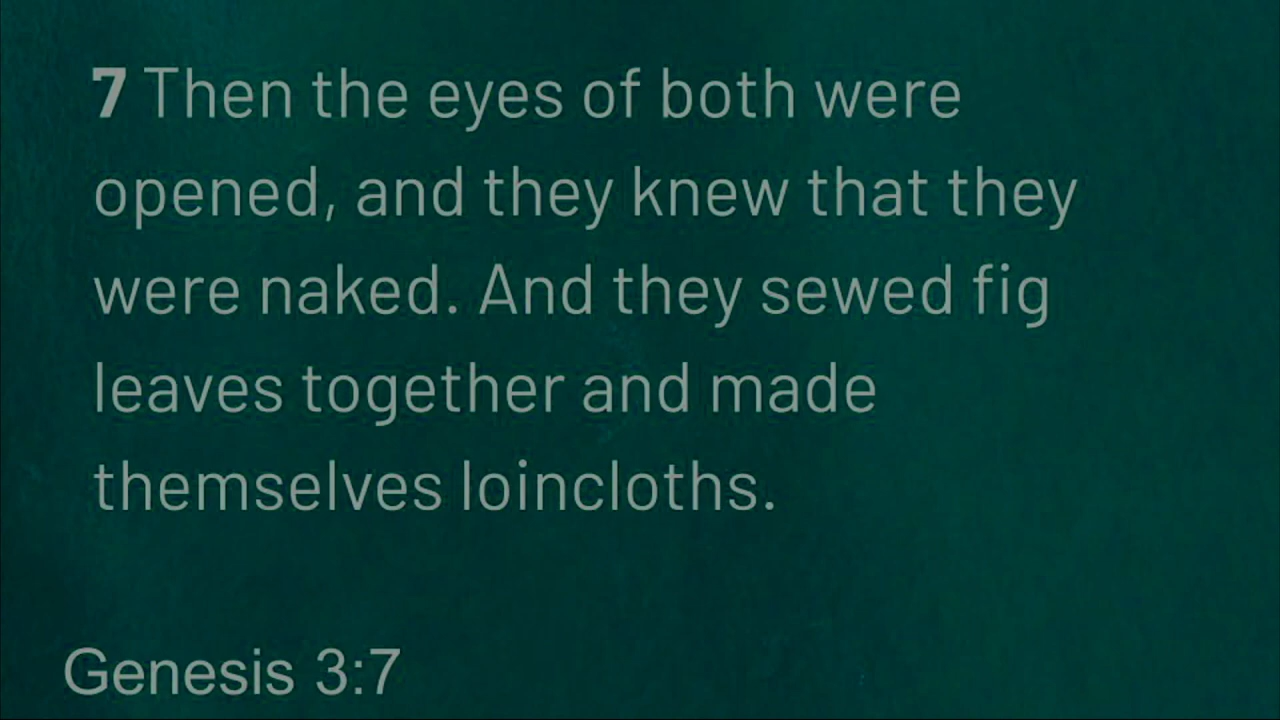 7 Then the eyes of both were
opened, and they knew that they
were naked. And they sewed fig
leaves together and made
themselves loincloths.
Genesis 3:7